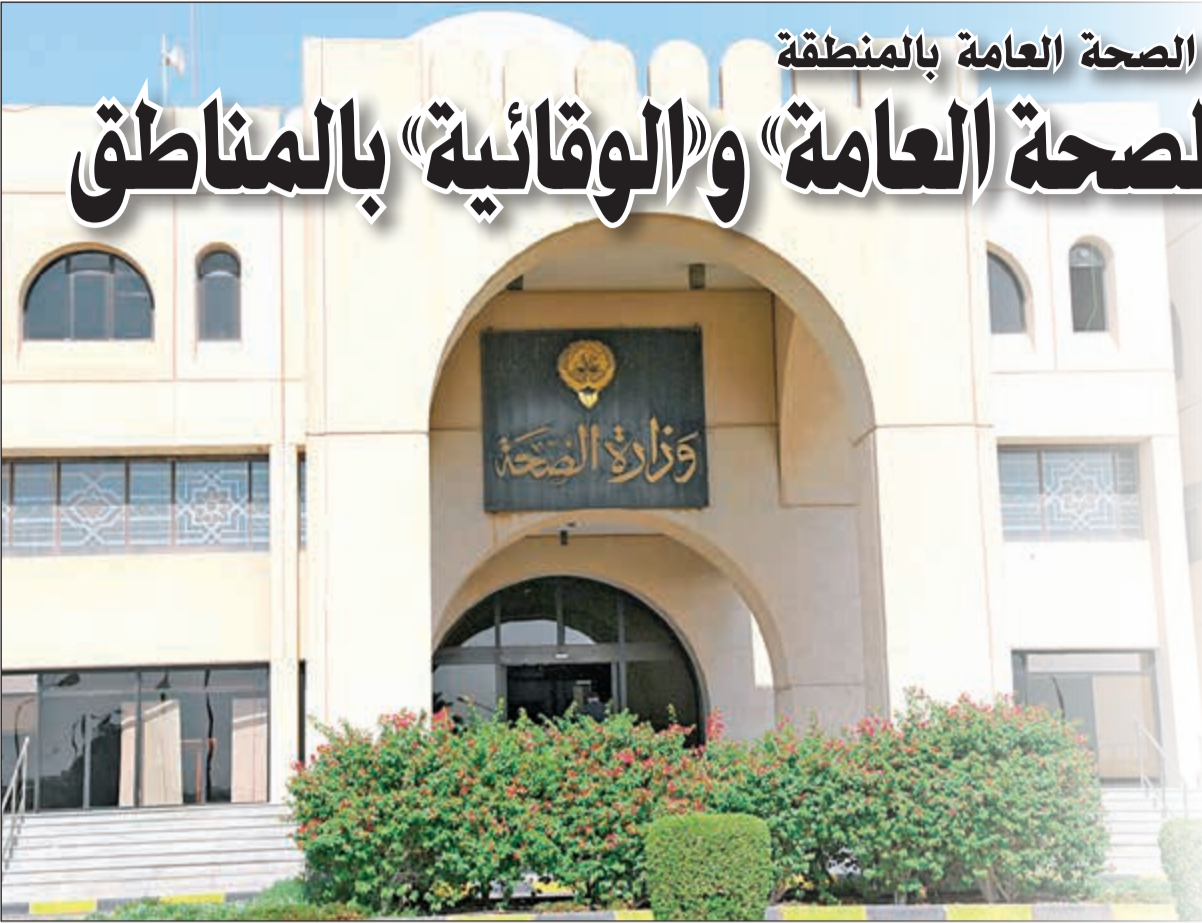 الصحة العامة بالمنطقة
لصحة العامة» و«الوقائية» بالمناطق
وزارة الصحة